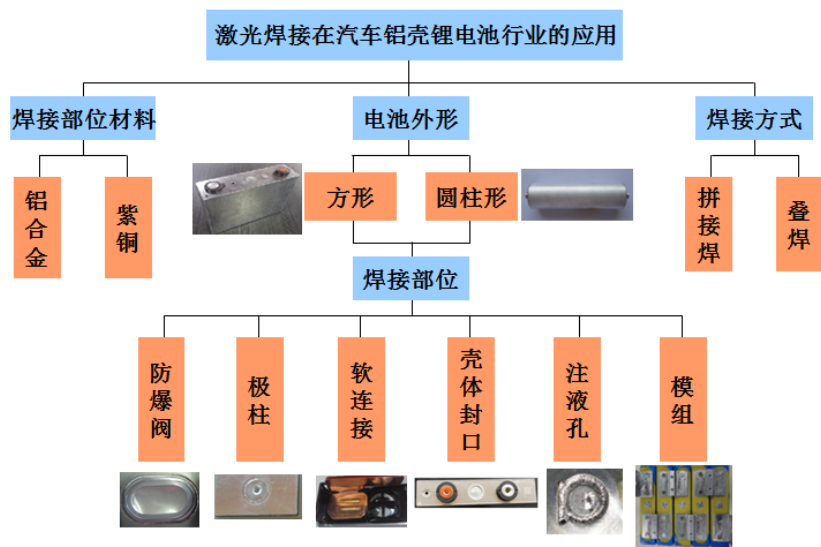 激光焊接在汽车铝壳锂电池行业的应用
焊接部位材料
电池外形
焊接方式
铝合金
紫铜
方形
圆柱形
拼接焊
叠焊
焊接部位
防爆阀
极柱
软连接
壳体封口
注液孔
模组